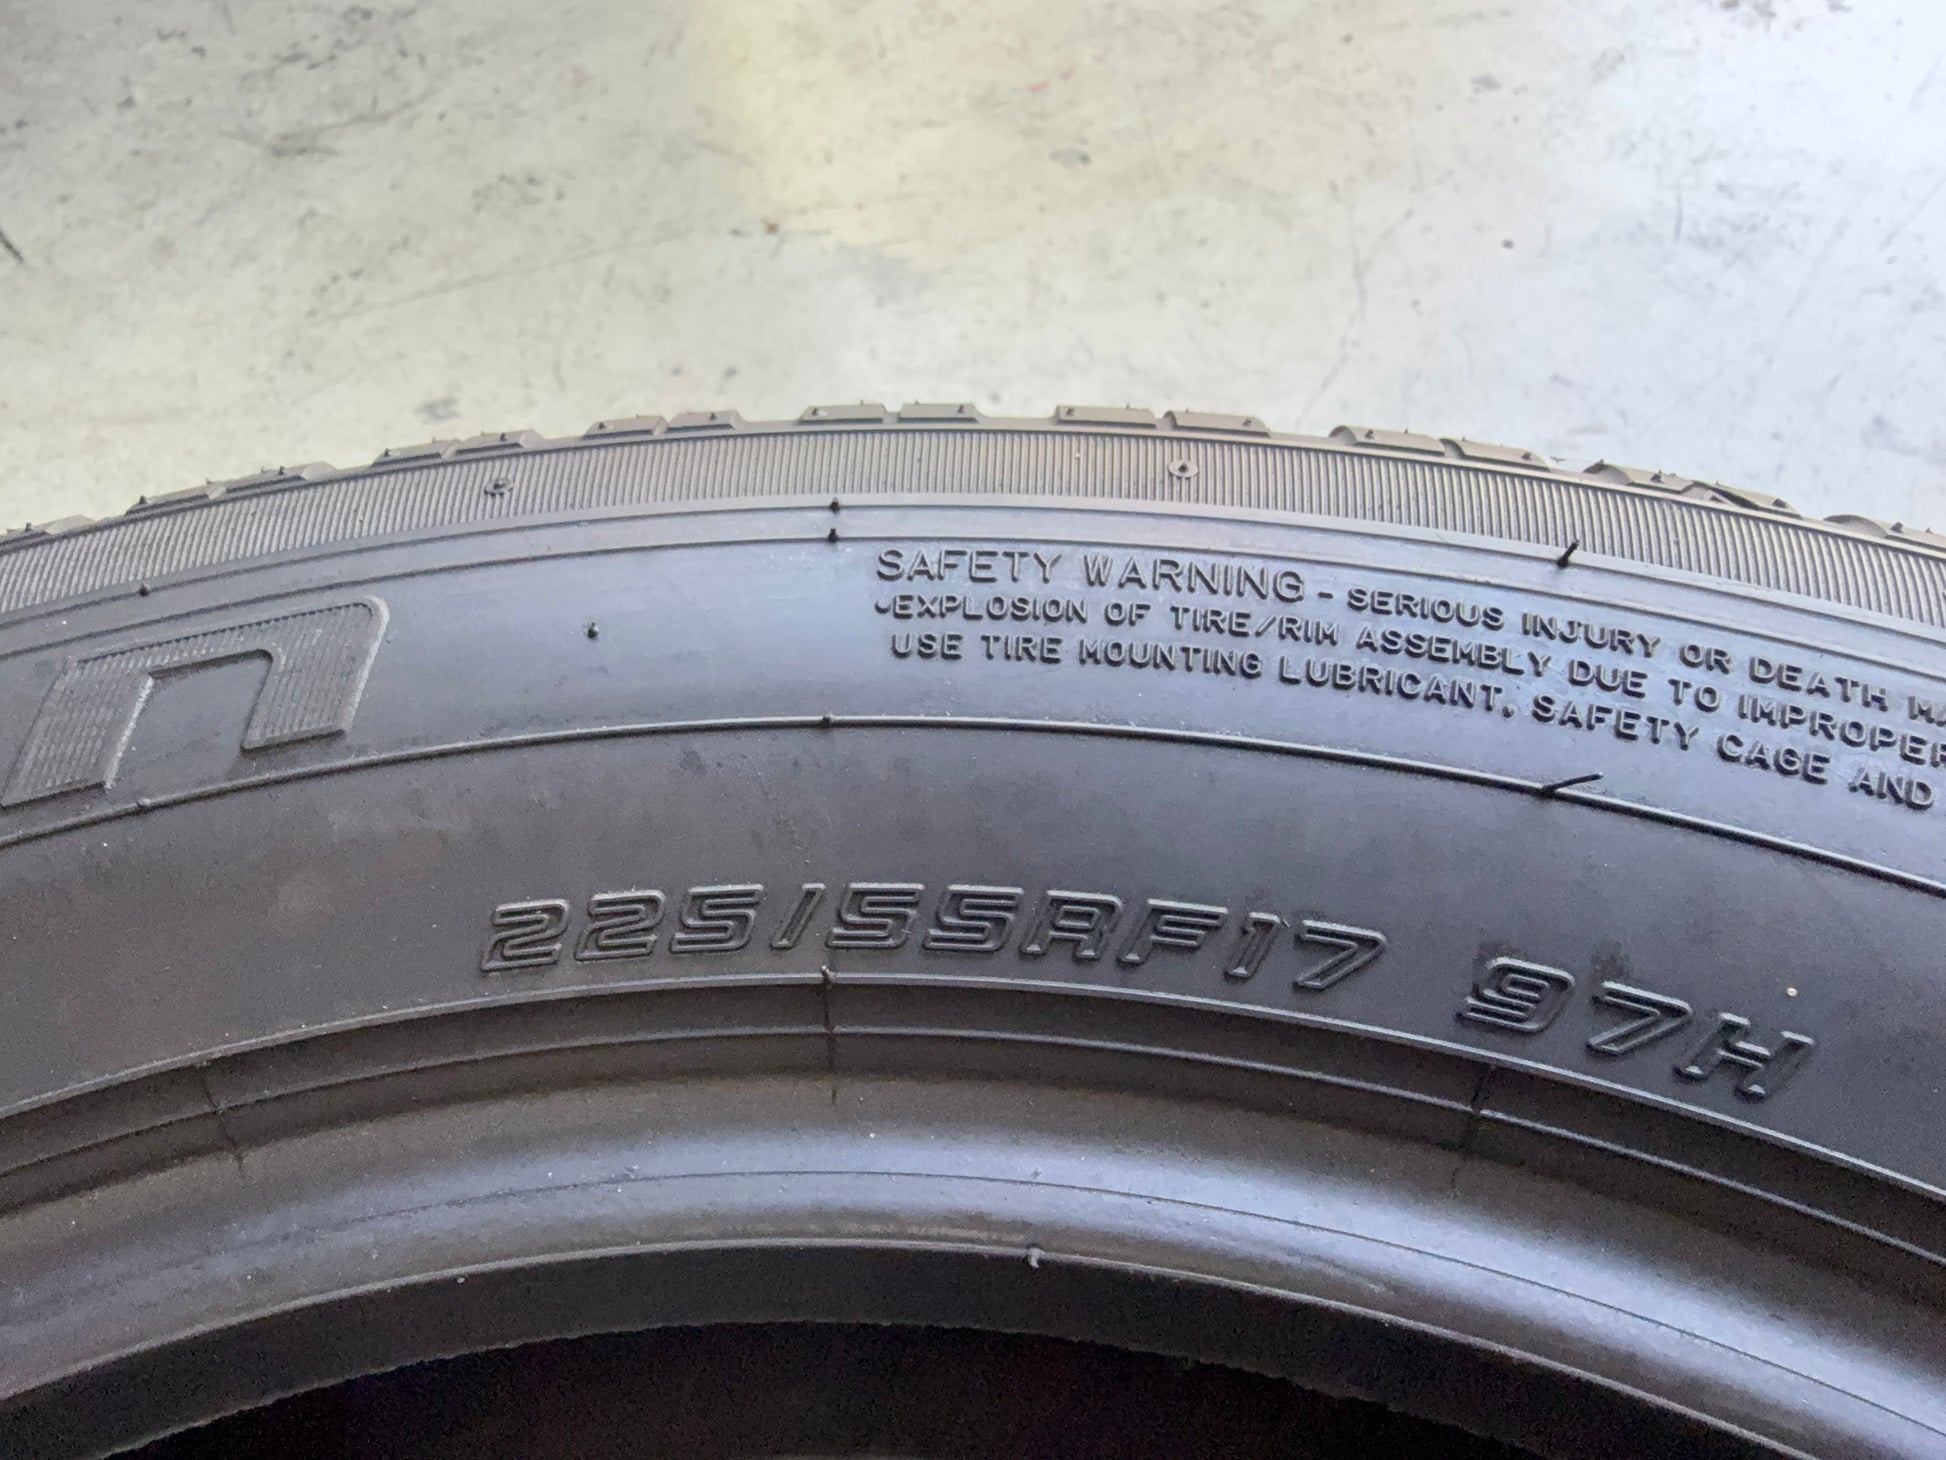 n
SAFETY WARNING - SERIOUS INJURY OR DEATH
•EXPLOSION OF TIRE/RIM ASSEMBLY DUE TO IMPROPER
USE TIRE MOUNTING LUBRICANT, SAFETY CAGE AND
225/55RF17 97H